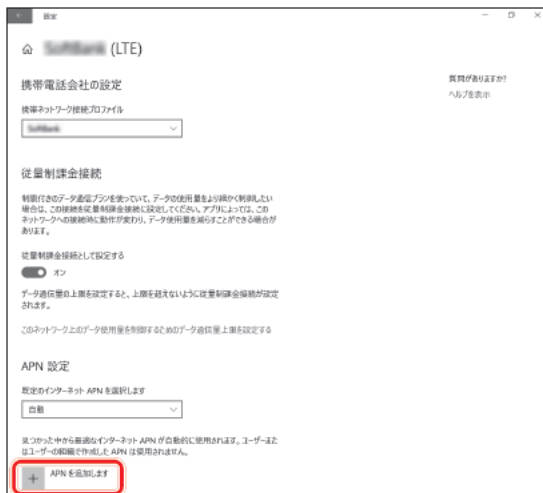 設定
(LTE)
携帯電話会社の設定
携帯ネットワーク接続プロファイル
従量制課金接続
制限付きのデータ通信プランを使っていて、データの使用量をより細かく制御したい
場合は、この接続を従量制課金接続に設定してください。アプリによっては、この
ネットワークへの接続時に動作が変わり、データ使用量を減らすことができる場合が
あります。
従量制課金接続として設定する
オン
データ通信量の上限を設定すると、上限を超えないように従量制課金接続が設定
されます。
このネットワーク上のデータ使用量を制御するためのデータ通信量上限を設定する
APN 設定
既定のインターネット APN を選択します
自動
見つかった中から最適なインターネット APN が自動的に使用されます。ユーザーまた
はユーザーの組織で作成した APN は使用されません。
APN を追加します
質問がありますか?
ヘルプを表示